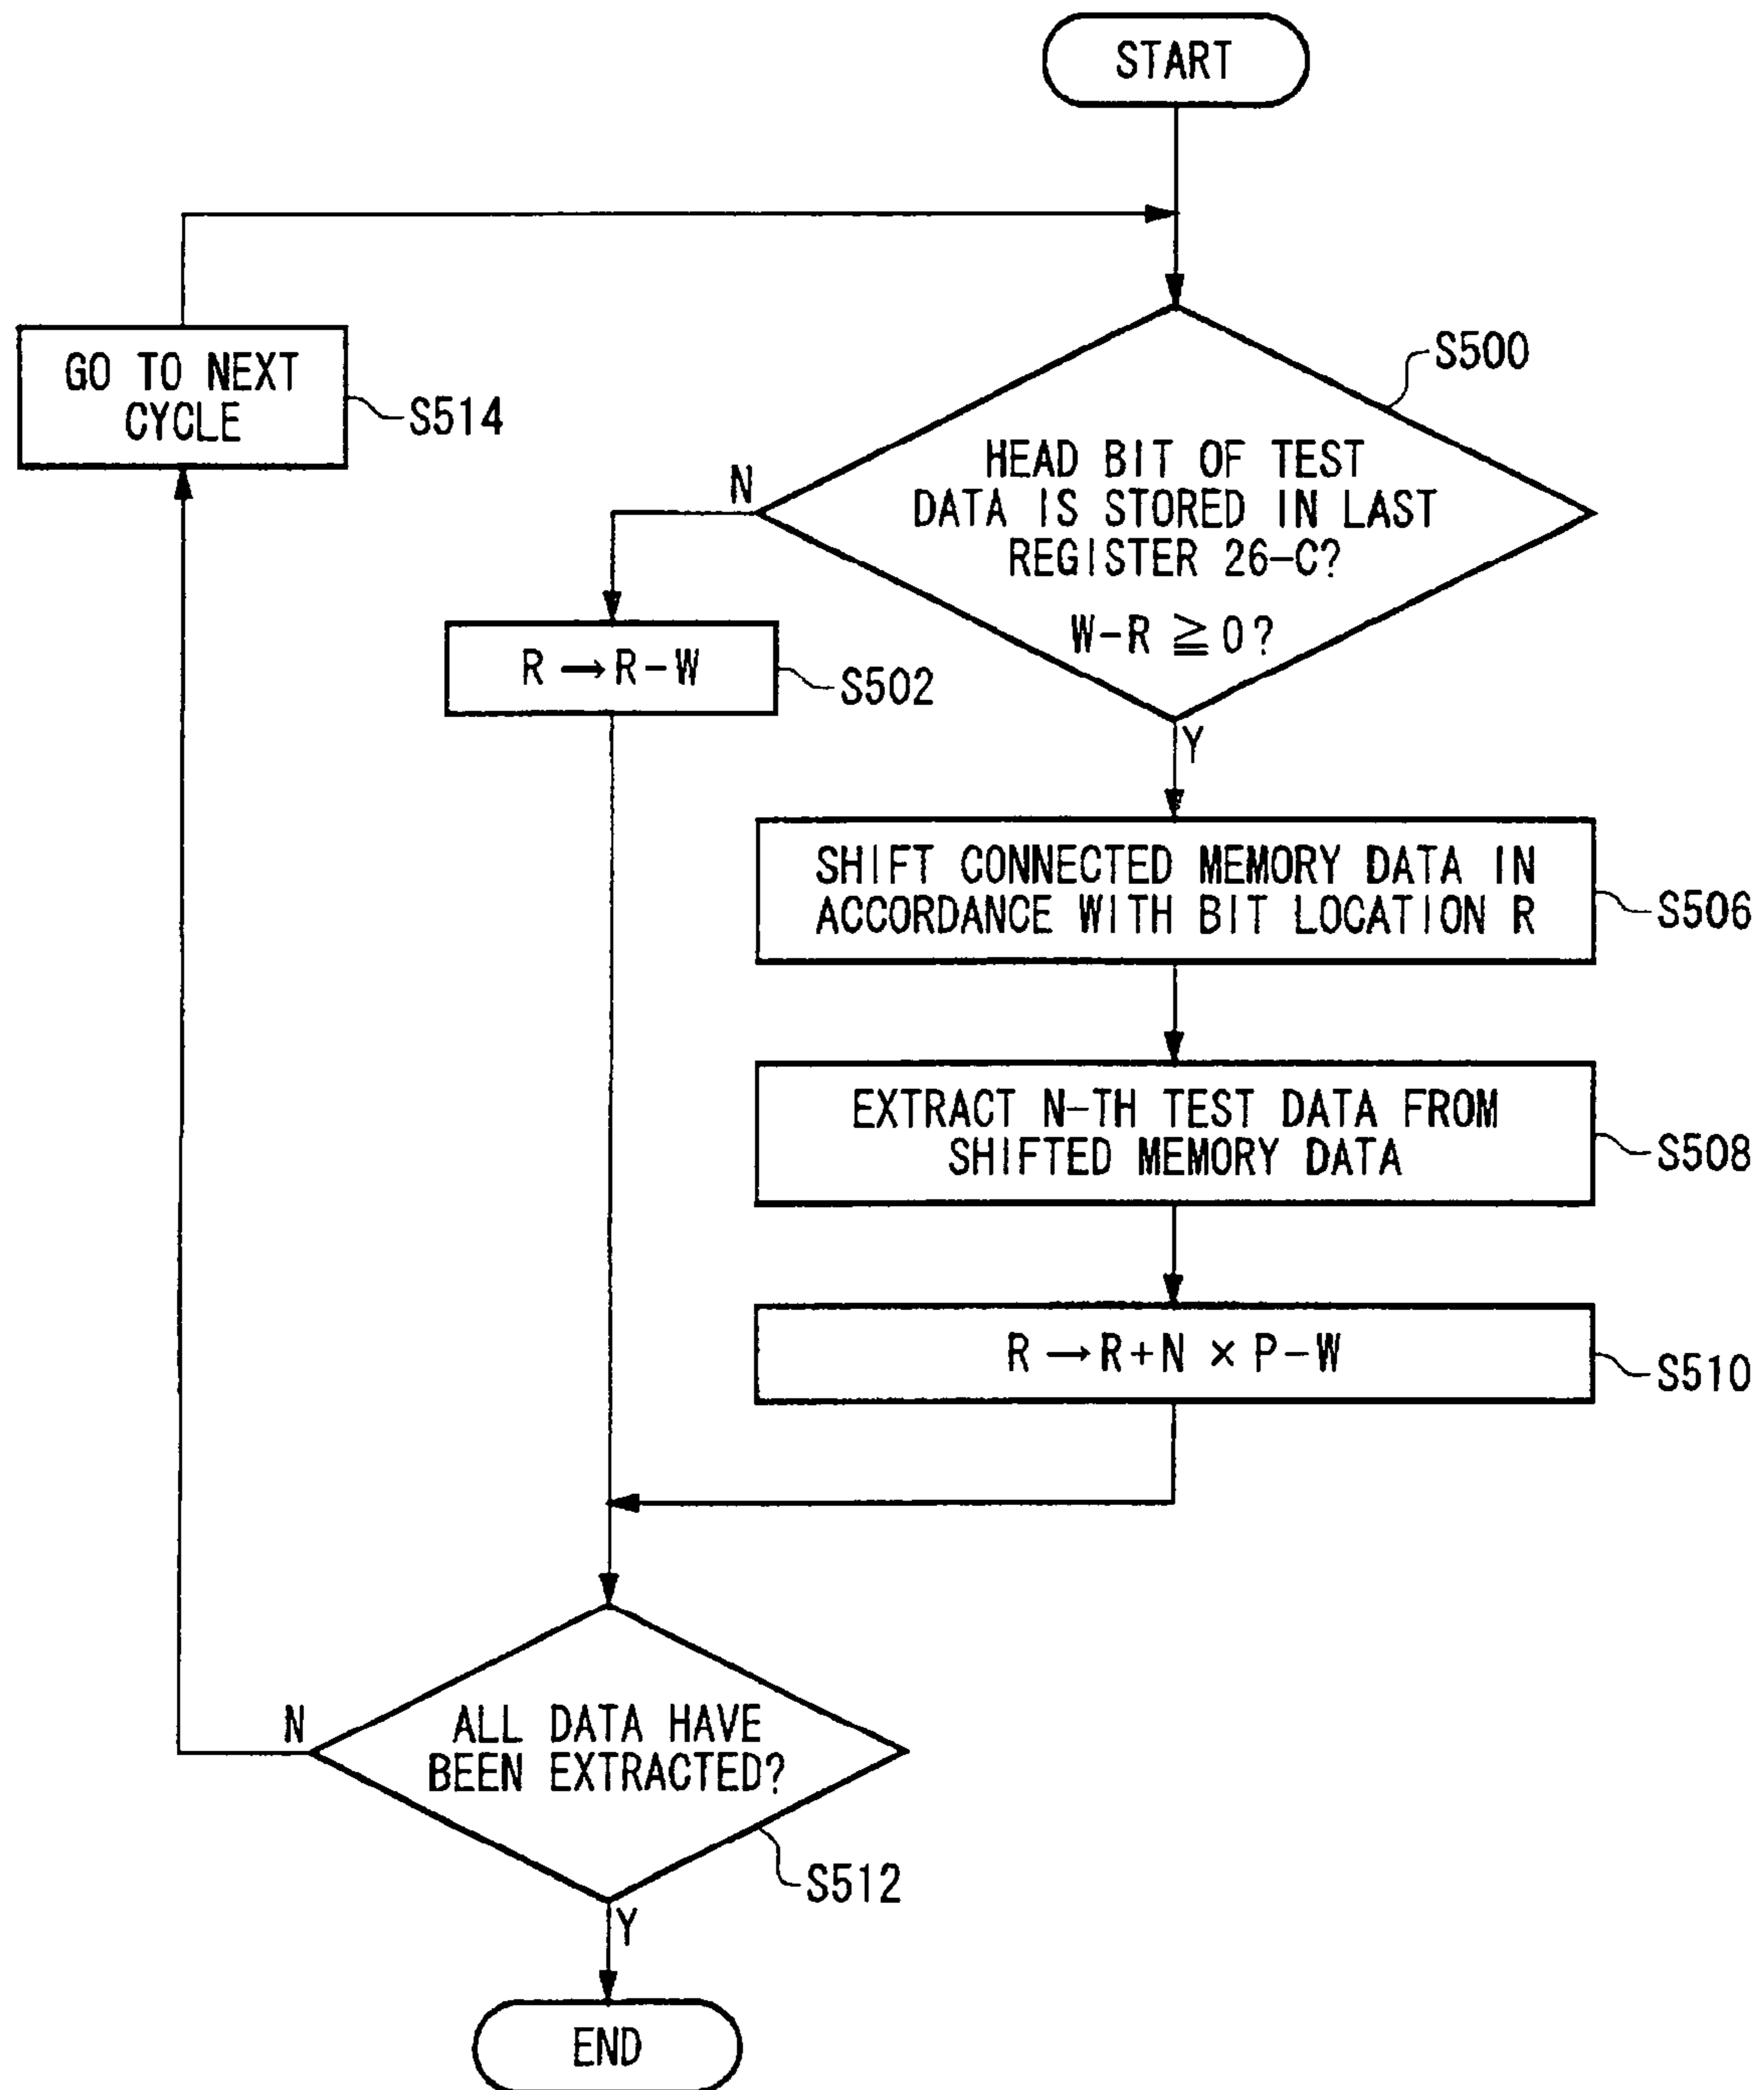 START
GO TO NEXT
CYCLE
S514
S500
HEAD BIT OF TEST
DATA IS STORED IN LAST
REGISTER 26-C?
W-R ≧ 0?
N
R → R-W
S502
Y
SHIFT CONNECTED MEMORY DATA IN
ACCORDANCE WITH BIT LOCATION R
S506
EXTRACT N-TH TEST DATA FROM
SHIFTED MEMORY DATA
S508
R → R+N × P-W
S510
N
ALL DATA HAVE
BEEN EXTRACTED?
S512
Y
END